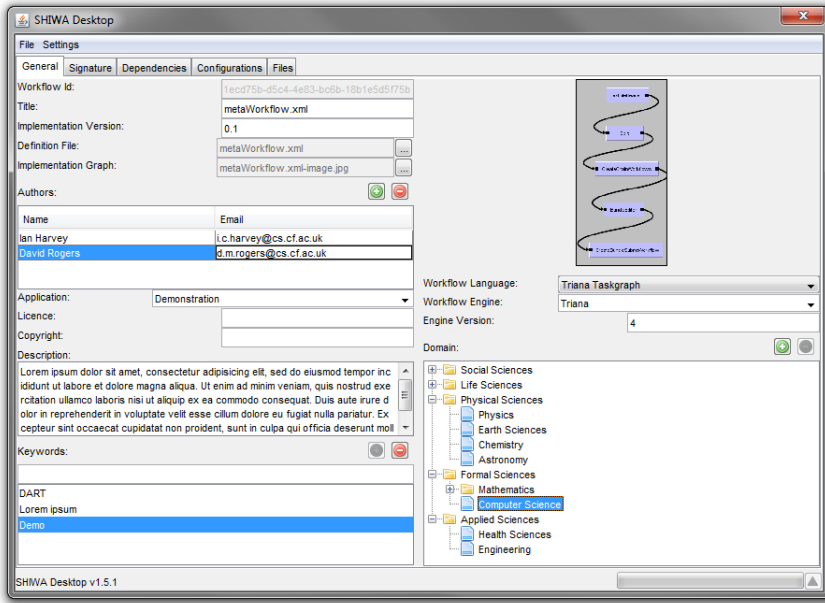 SHIWA Desktop
File Settings
General Signature Dependencies Configurations Files
Workflow Id: 1ecd75b-d5c4-4e83-bc6b-18b1e5d5f75b
Title: metaWorkflow.xml
Implementation Version: 0.1
Definition File: metaWorkflow.xml ...
Implementation Graph: metaWorkflow.xml-image.jpg ...
Authors:
Name Email
Ian Harvey i.c.harvey@cs.cf.ac.uk
David Rogers d.m.rogers@cs.cf.ac.uk
Application: Demonstration
Licence:
Copyright:
Description:
Lorem ipsum dolor sit amet, consectetur adipisicing elit, sed do eiusmod tempor inc
ididunt ut labore et dolore magna aliqua. Ut enim ad minim veniam, quis nostrud exe
rcitation ullamco laboris nisi ut aliquip ex ea commodo consequat. Duis aute irure d
olor in reprehenderit in voluptate velit esse cillum dolore eu fugiat nulla pariatur. Ex
cepteur sint occaecat cupidatat non proident, sunt in culpa qui officia deserunt moll
Keywords:
DART
Lorem ipsum
Demo
Workflow Language: Triana Taskgraph
Workflow Engine: Triana
Engine Version: 4
Domain:
Social Sciences
Life Sciences
Physical Sciences
Physics
Earth Sciences
Chemistry
Astronomy
Formal Sciences
Mathematics
Computer Science
Applied Sciences
Health Sciences
Engineering
SHIWA Desktop v1.5.1